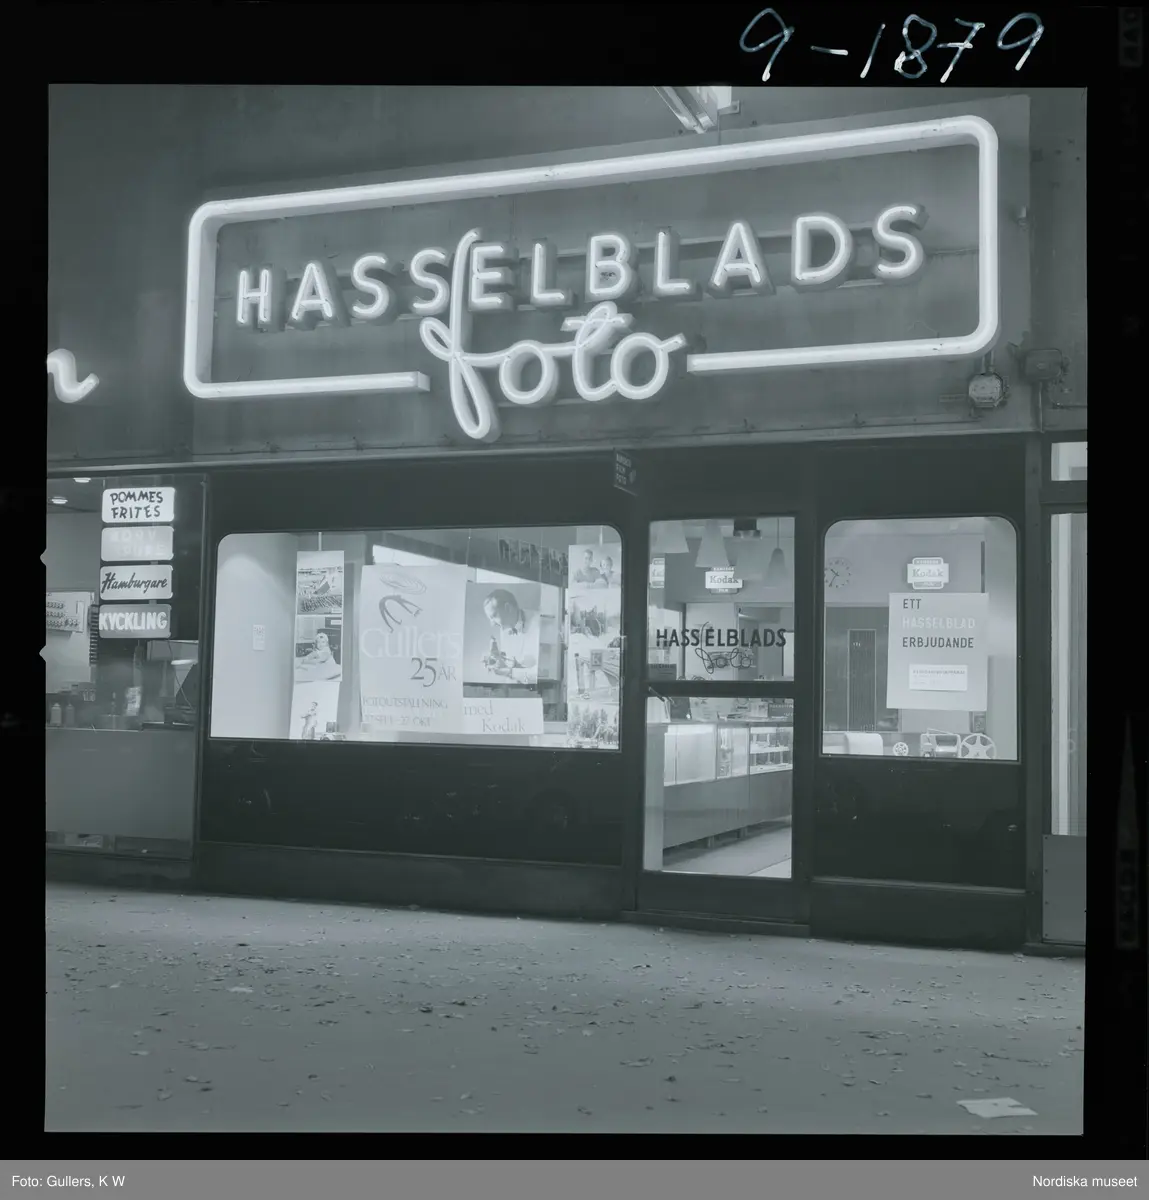 9-1879
HASSELBLADS
foto
POMMES
FRITES
Hamburgare
KYCKLING
Gullers
25 ÅR
FOTOUTSTÄLLNING
med
Kodak
Kodak
HASSELBLADS
foto
Kodak
ETT
HASSELBLAD
ERBJUDANDE
Foto: Gullers, K W
Nordiska museet